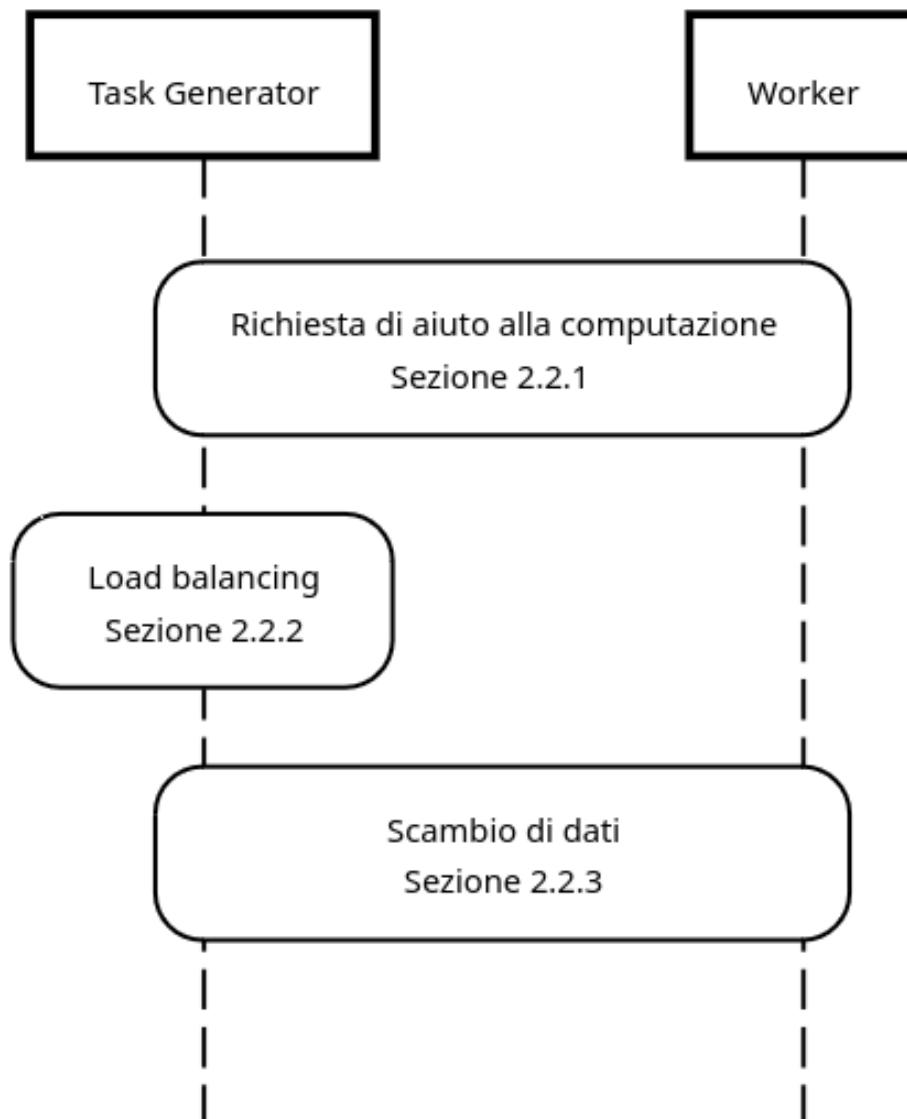 Task Generator
Worker
Richiesta di aiuto alla computazione
Sezione 2.2.1
Load balancing
Sezione 2.2.2
Scambio di dati
Sezione 2.2.3